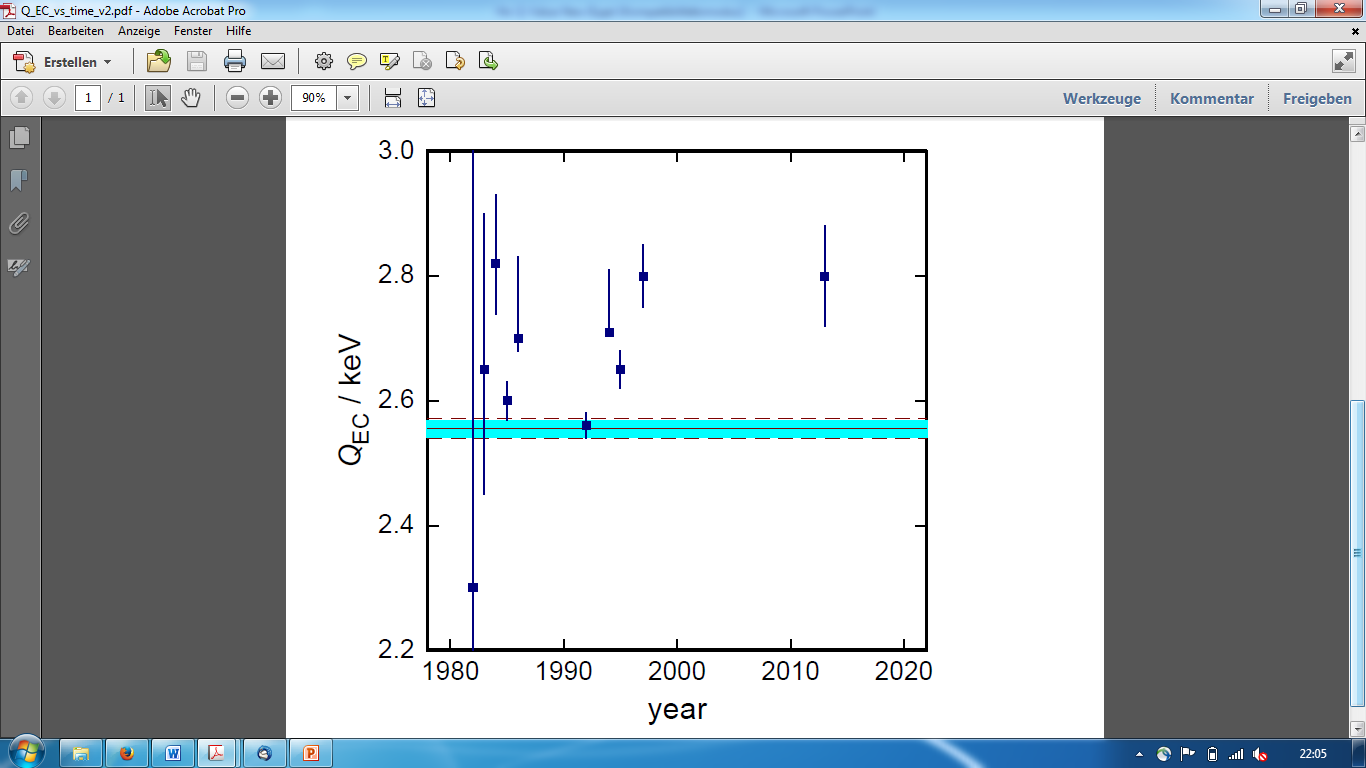 Q_EC_vs_time_v2.pdf - Adobe Acrobat Pro
Datei Bearbeiten Anzeige Fenster Hilfe
Erstellen
1 / 1 90% Werkzeuge Kommentar Freigeben
3.0
2.8
2.6
2.4
2.2
QEC / keV
1980 1990 2000 2010 2020
year
22:05